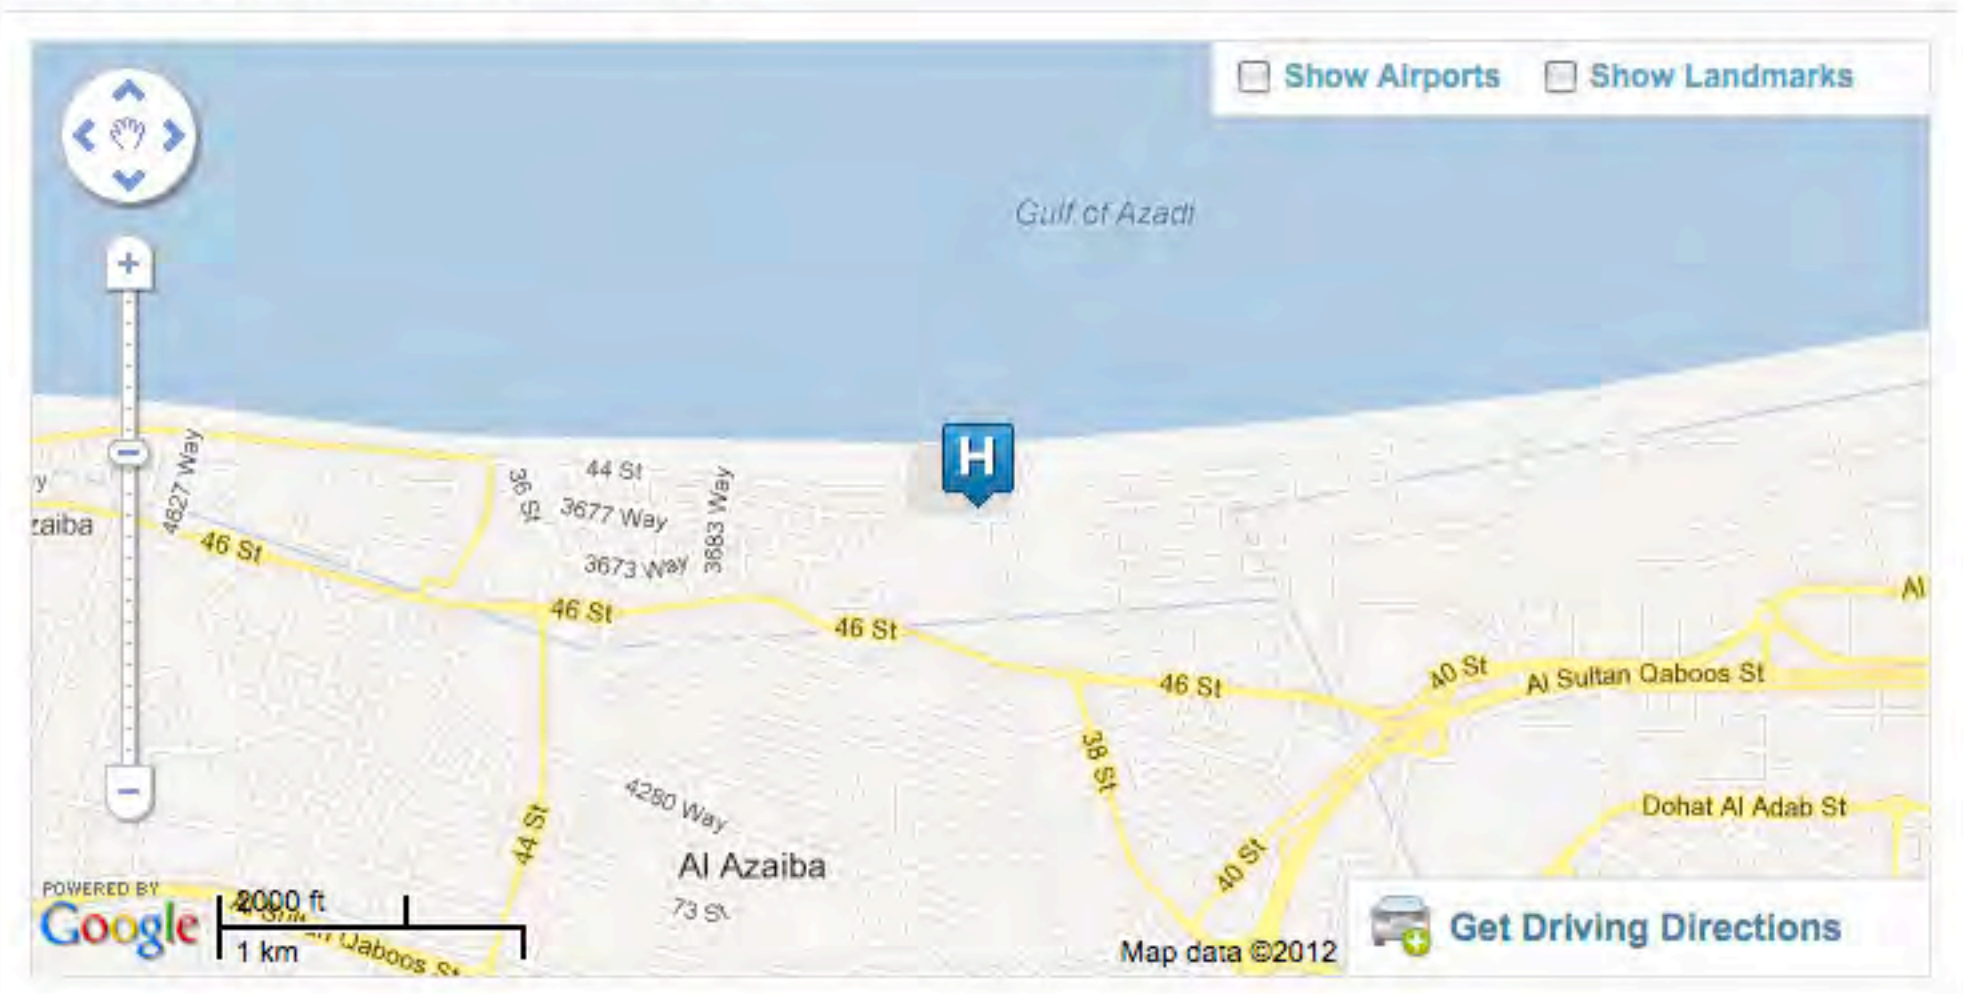 Show Airports
Show Landmarks
Gulf of Azadi
H
4627 Way
44 St
36 St
3677 Way
3683 Way
3673 Way
y
zaiba
46 St
46 St
46 St
46 St
Al
40 St
Al Sultan Qaboos St
38 St
44 St
4280 Way
Al Azaiba
73 St
40 St
Dohat Al Adab St
POWERED BY
Google
2000 ft
1 km
Qaboos St
Map data ©2012
Get Driving Directions